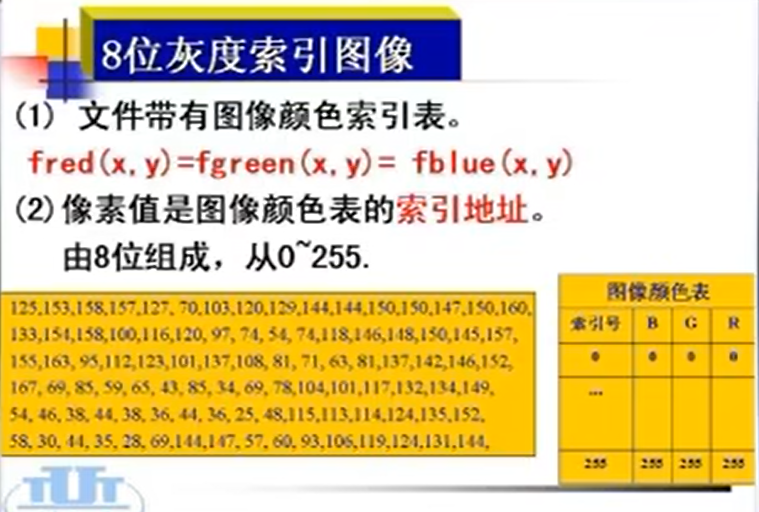 8位灰度索引图像
(1) 文件带有图像颜色索引表。
fred(x,y)=fgreen(x,y)= fblue(x,y)
(2)像素值是图像颜色表的索引地址。
由8位组成，从0~255.
125,153,158,157,127, 70,103,120,129,144,144,150,150,147,150,160,
133,154,158,100,116,120, 97, 74, 54, 74,118,146,148,150,145,157,
155,163, 95,112,123,101,137,108, 81, 71, 63, 81,137,142,146,152,
167, 69, 85, 59, 65, 43, 85, 34, 69, 78,104,101,117,132,134,149,
54, 46, 38, 44, 38, 36, 44, 36, 25, 48,115,113,114,124,135,152,
58, 30, 44, 35, 28, 69,144,147, 57, 60, 93,106,119,124,131,144,
图像颜色表
索引号 B G R
0 0 0 0
...
255 255 255 255
TUT